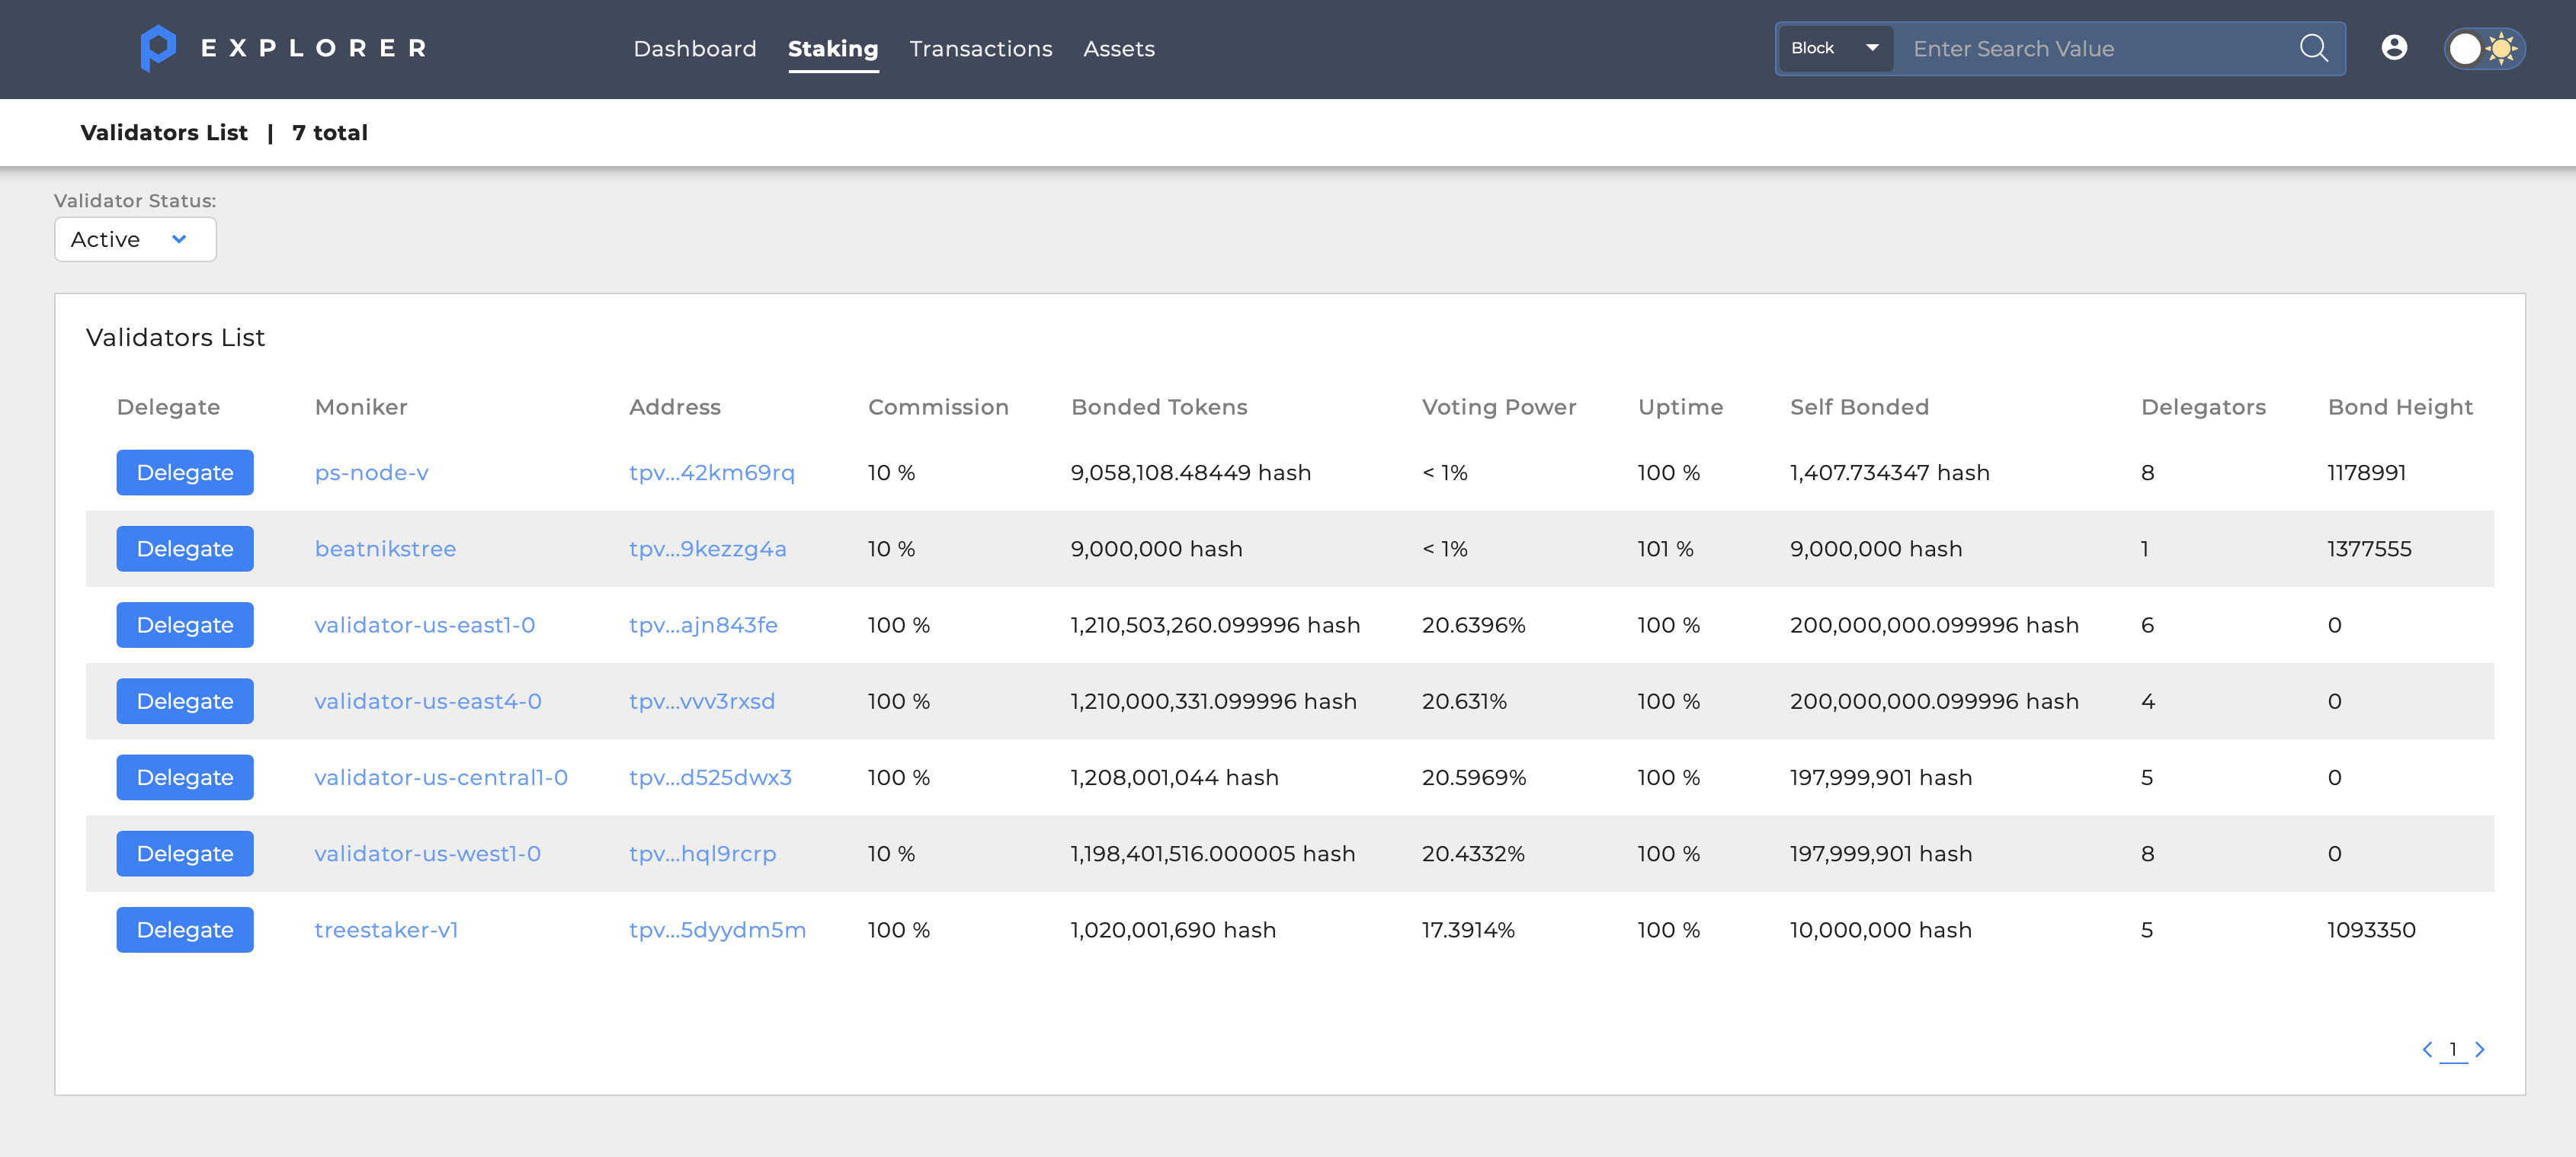 EXPLORER Dashboard Staking Transactions Assets Block Enter Search Value
Validators List | 7 total
Validator Status:
Active
Validators List
Delegate Moniker Address Commission Bonded Tokens Voting Power Uptime Self Bonded Delegators Bond Height
Delegate ps-node-v tpv...42km69rq 10 % 9,058,108.48449 hash < 1% 100 % 1,407.734347 hash 8 1178991
Delegate beatnikstree tpv...9kezzg4a 10 % 9,000,000 hash < 1% 101 % 9,000,000 hash 1 1377555
Delegate validator-us-east1-0 tpv...ajn843fe 100 % 1,210,503,260.099996 hash 20.6396% 100 % 200,000,000.099996 hash 6 0
Delegate validator-us-east4-0 tpv...vvv3rxsd 100 % 1,210,000,331.099996 hash 20.631% 100 % 200,000,000.099996 hash 4 0
Delegate validator-us-central1-0 tpv...d525dwx3 100 % 1,208,001,044 hash 20.5969% 100 % 197,999,901 hash 5 0
Delegate validator-us-west1-0 tpv...hql9rcrp 10 % 1,198,401,516.000005 hash 20.4332% 100 % 197,999,901 hash 8 0
Delegate treestaker-v1 tpv...5dyydm5m 100 % 1,020,001,690 hash 17.3914% 100 % 10,000,000 hash 5 1093350
1